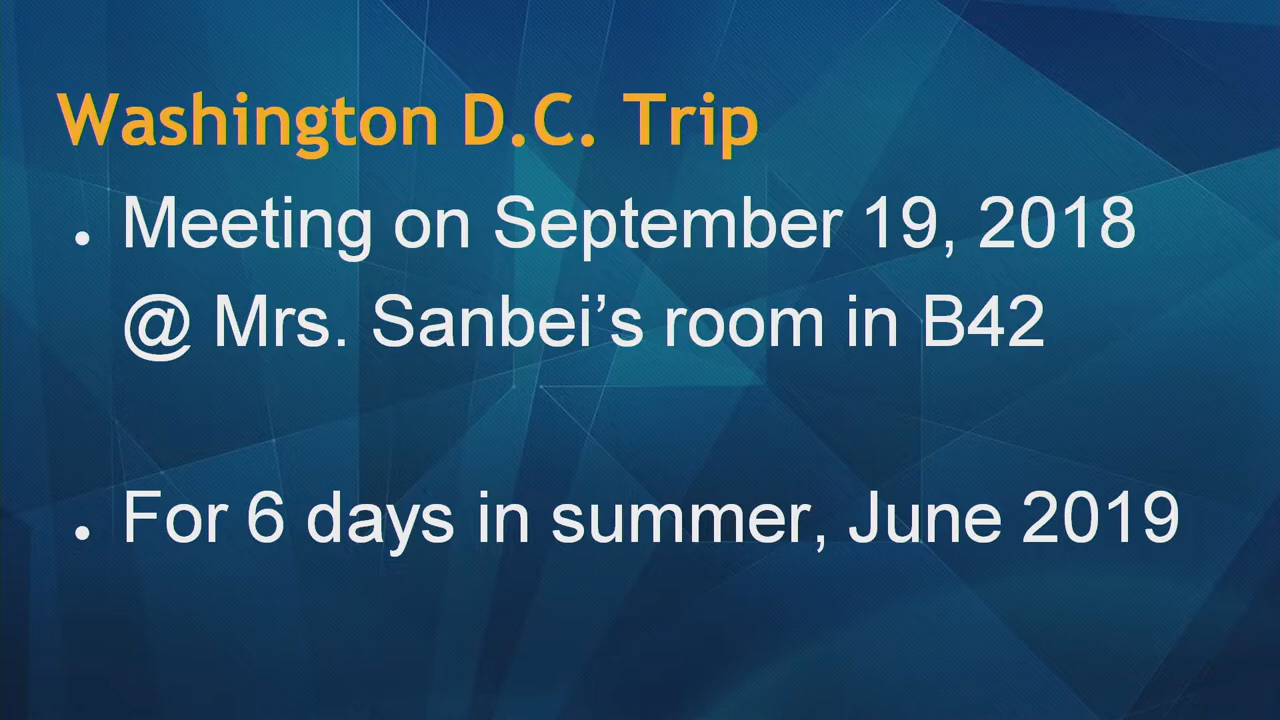 Washington D.C. Trip
• Meeting on September 19, 2018
@ Mrs. Sanbei’s room in B42
• For 6 days in summer, June 2019